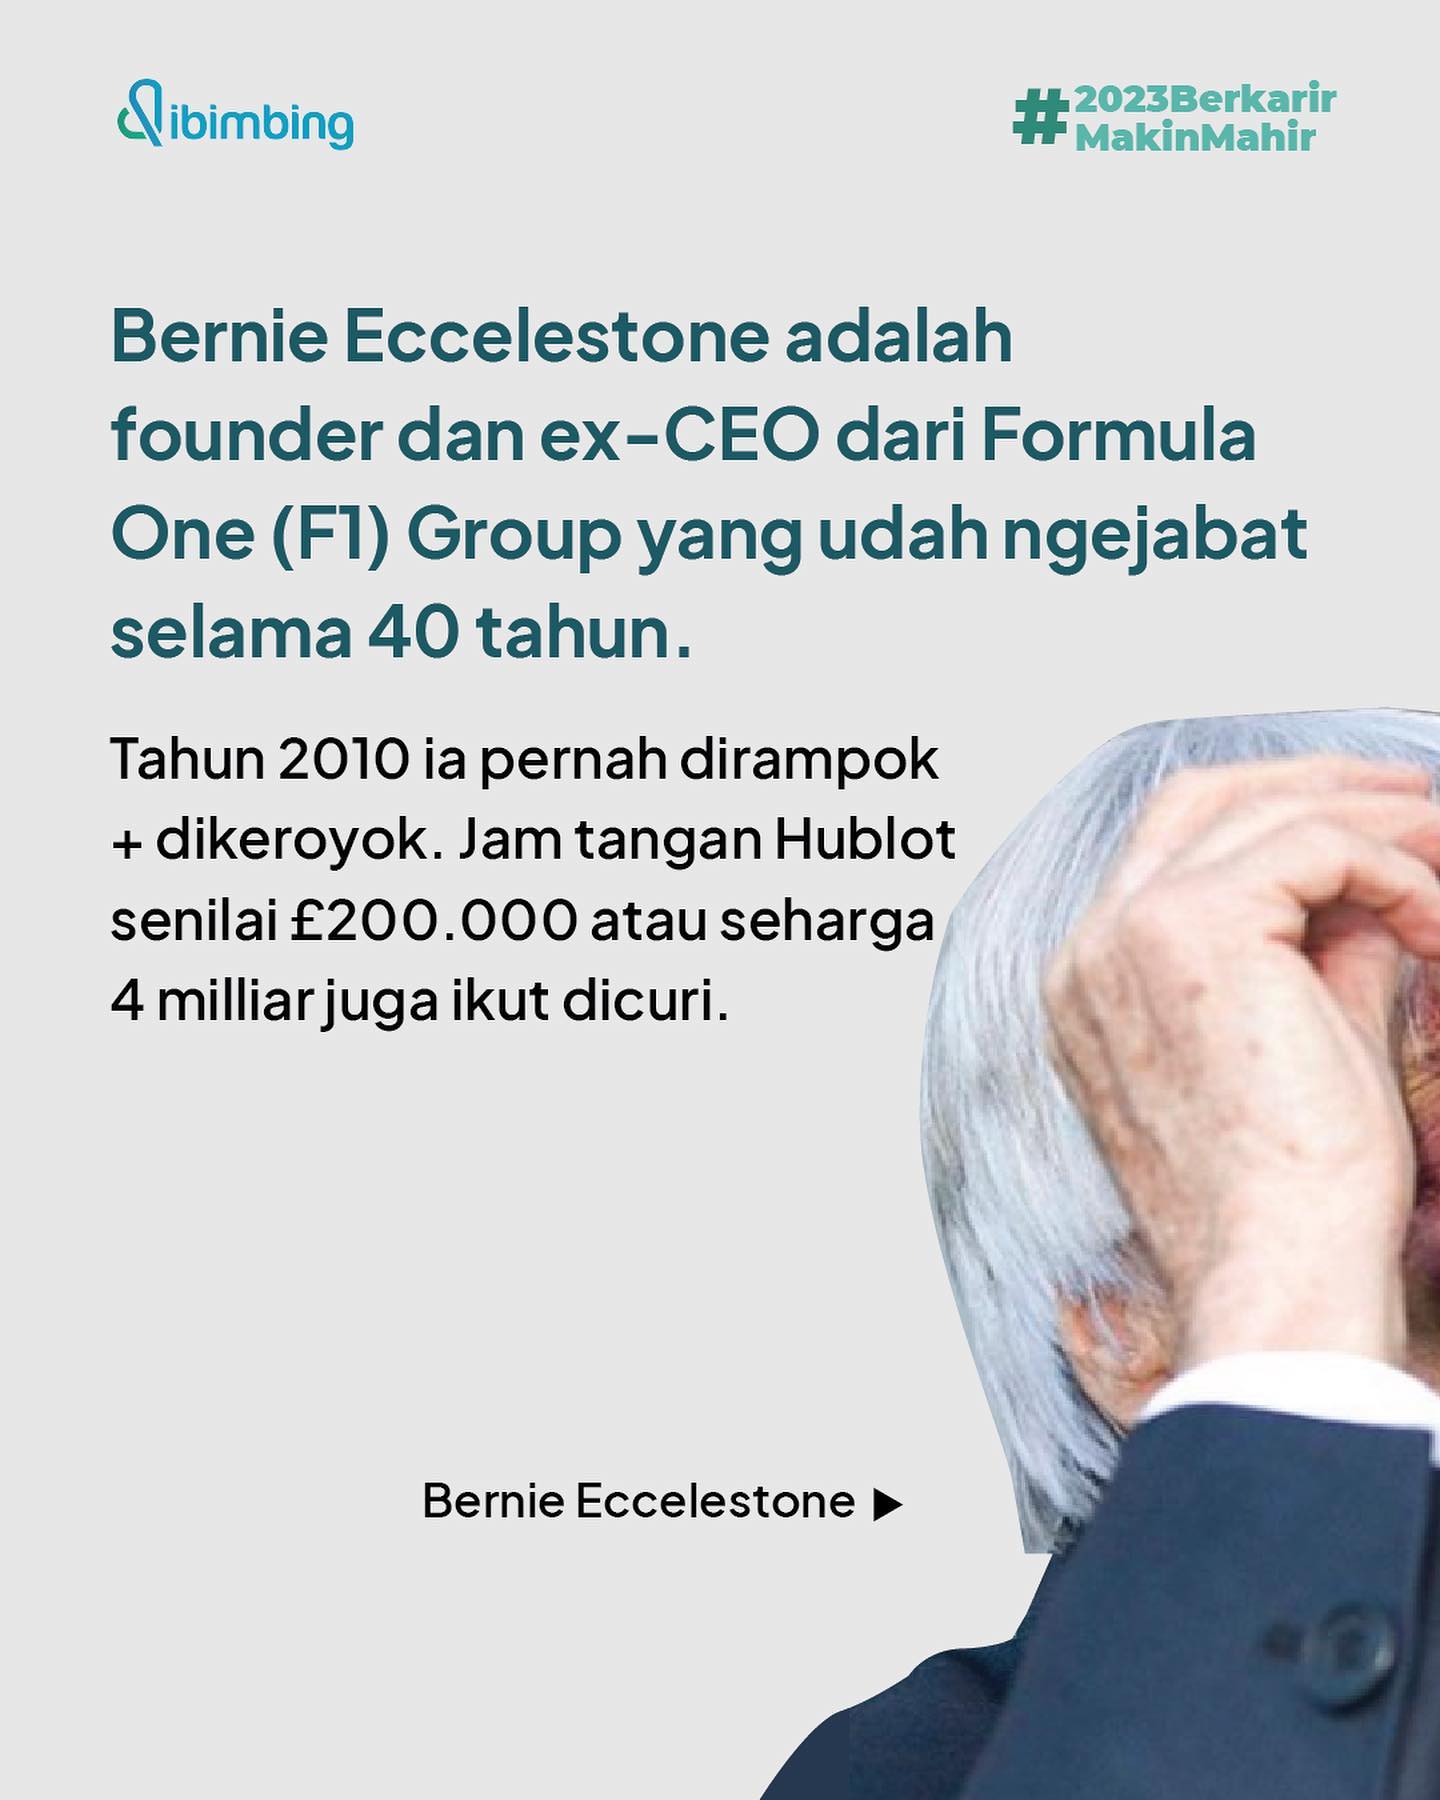 ibimbing
#2023Berkarir
MakinMahir
Bernie Eccelestone adalah
founder dan ex-CEO dari Formula
One (F1) Group yang udah ngejabat
selama 40 tahun.
Tahun 2010 ia pernah dirampok
+ dikeroyok. Jam tangan Hublot
senilai £200.000 atau seharga
4 milliar juga ikut dicuri.
Bernie Eccelestone ▶